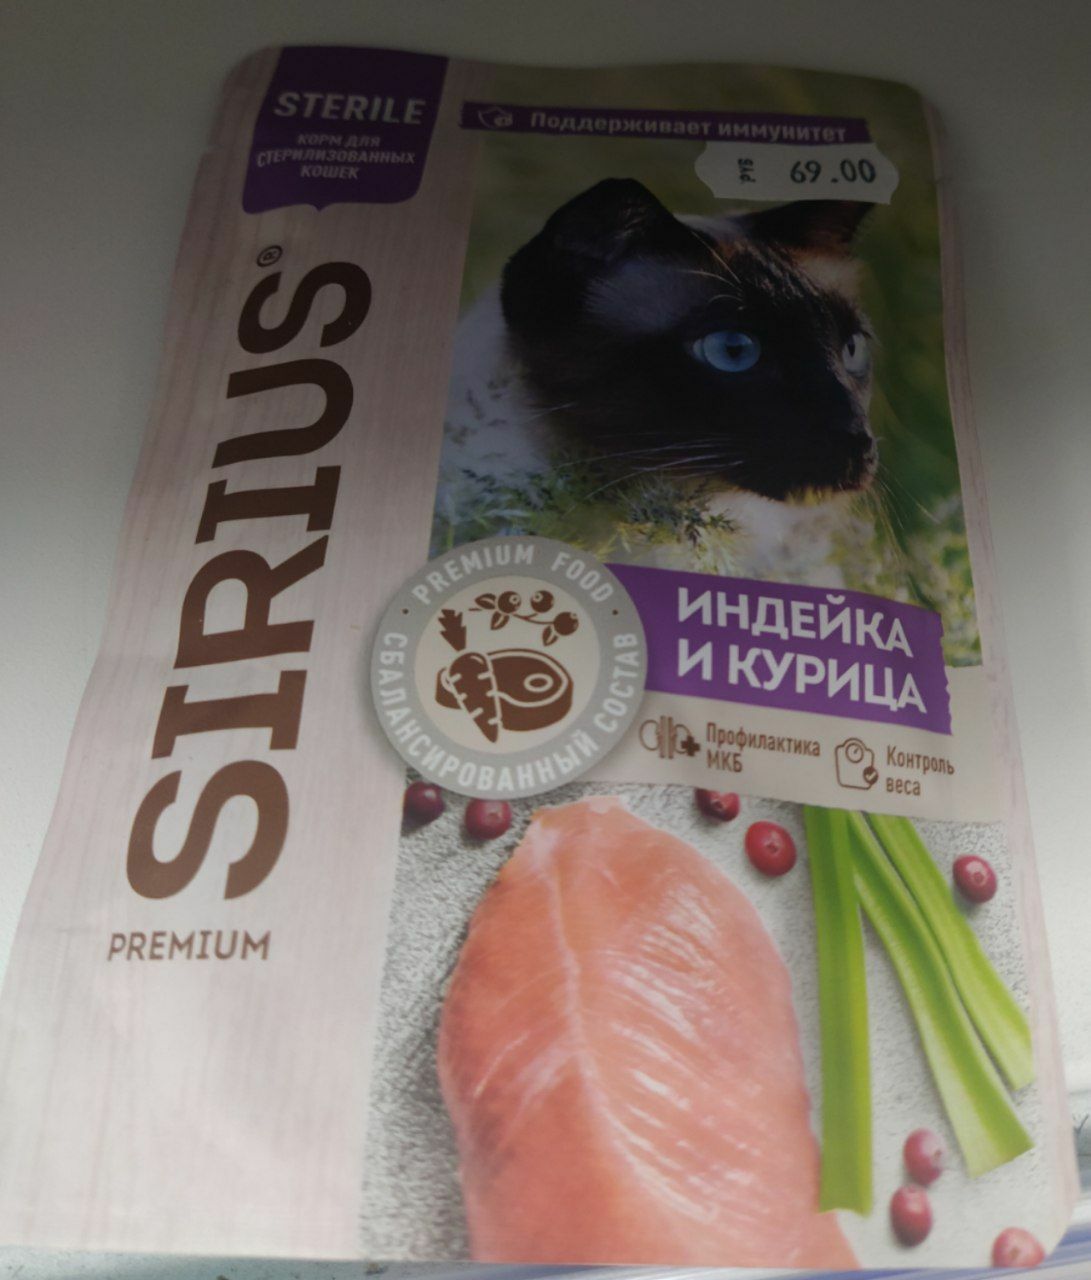 STERILE
КОРМ ДЛЯ
СТЕРИЛИЗОВАННЫХ
КОШЕК
Поддерживает иммунитет
РУБ 69.00
SIRIUS®
PREMIUM
PREMIUM FOOD
СБАЛАНСИРОВАННЫЙ СОСТАВ
ИНДЕЙКА
И КУРИЦА
Профилактика
МКБ
Контроль
веса